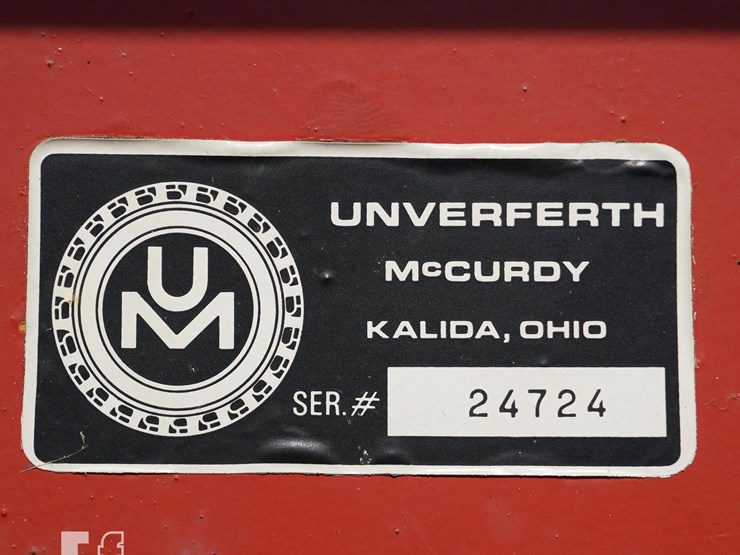 UM
UNVERFERTH
McCURDY
KALIDA, OHIO
SER.# 24724